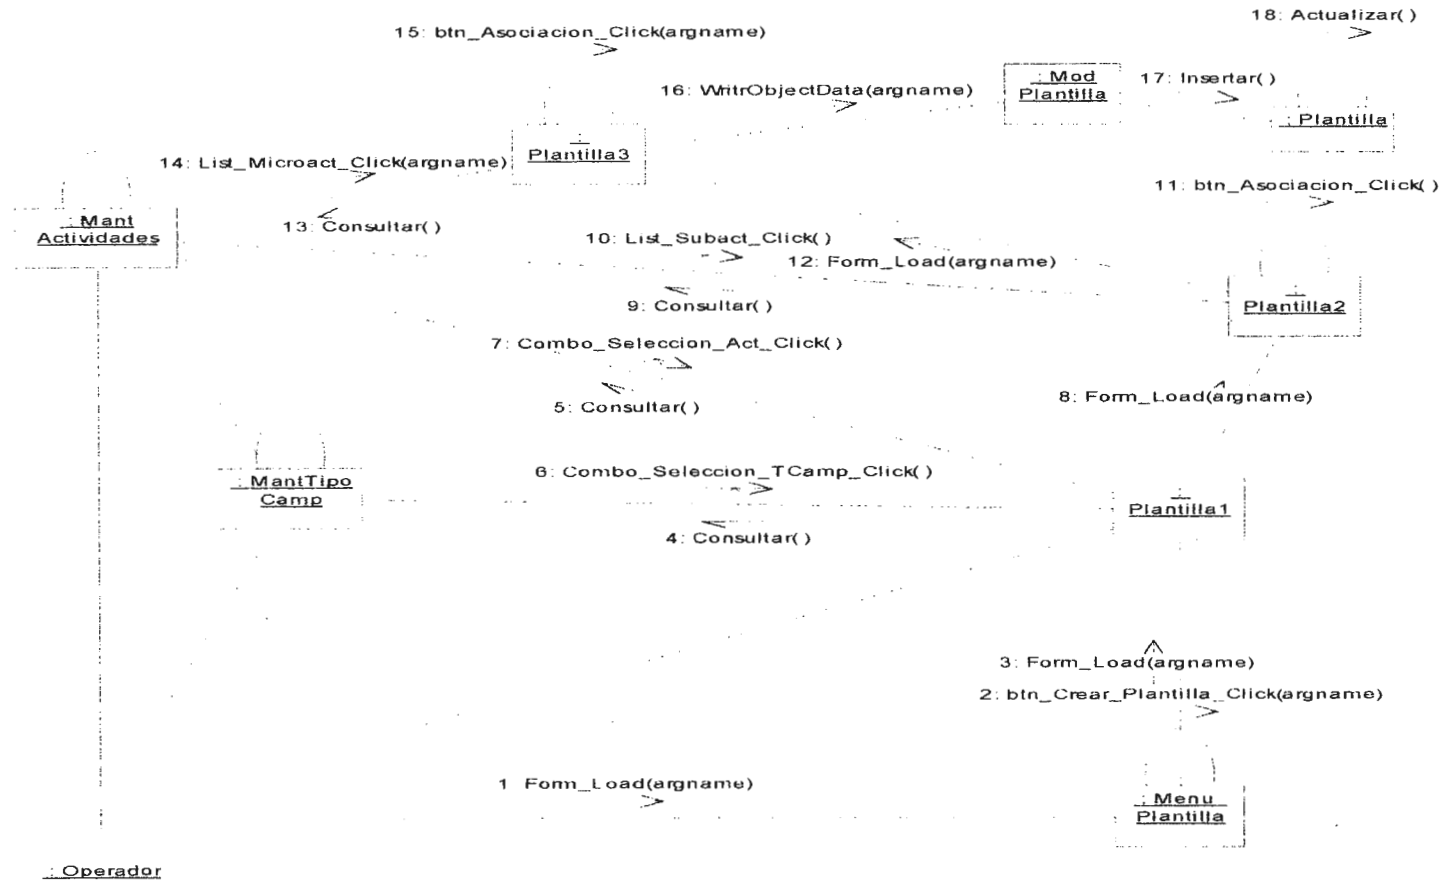 18: Actualizar( )
15: btn_Asociacion_Click(argname)
: Mod
Plantilla
17: Insertar( )
16: WritrObjectData(argname)
: Plantilla
:
Plantilla3
14: List_Microact_Click(argname)
11: btn_Asociacion_Click( )
: Mant
Actividades
13: Consultar( )
10: List_Subact_Click( )
12: Form_Load(argname)
:
Plantilla2
9: Consultar( )
7: Combo_Seleccion_Act_Click( )
8: Form_Load(argname)
5: Consultar( )
6: Combo_Seleccion_TCamp_Click( )
: MantTipo
Camp
:
Plantilla1
4: Consultar( )
3: Form_Load(argname)
2: btn_Crear_Plantilla_Click(argname)
1 Form_Load(argname)
: Menu
Plantilla
: Operador